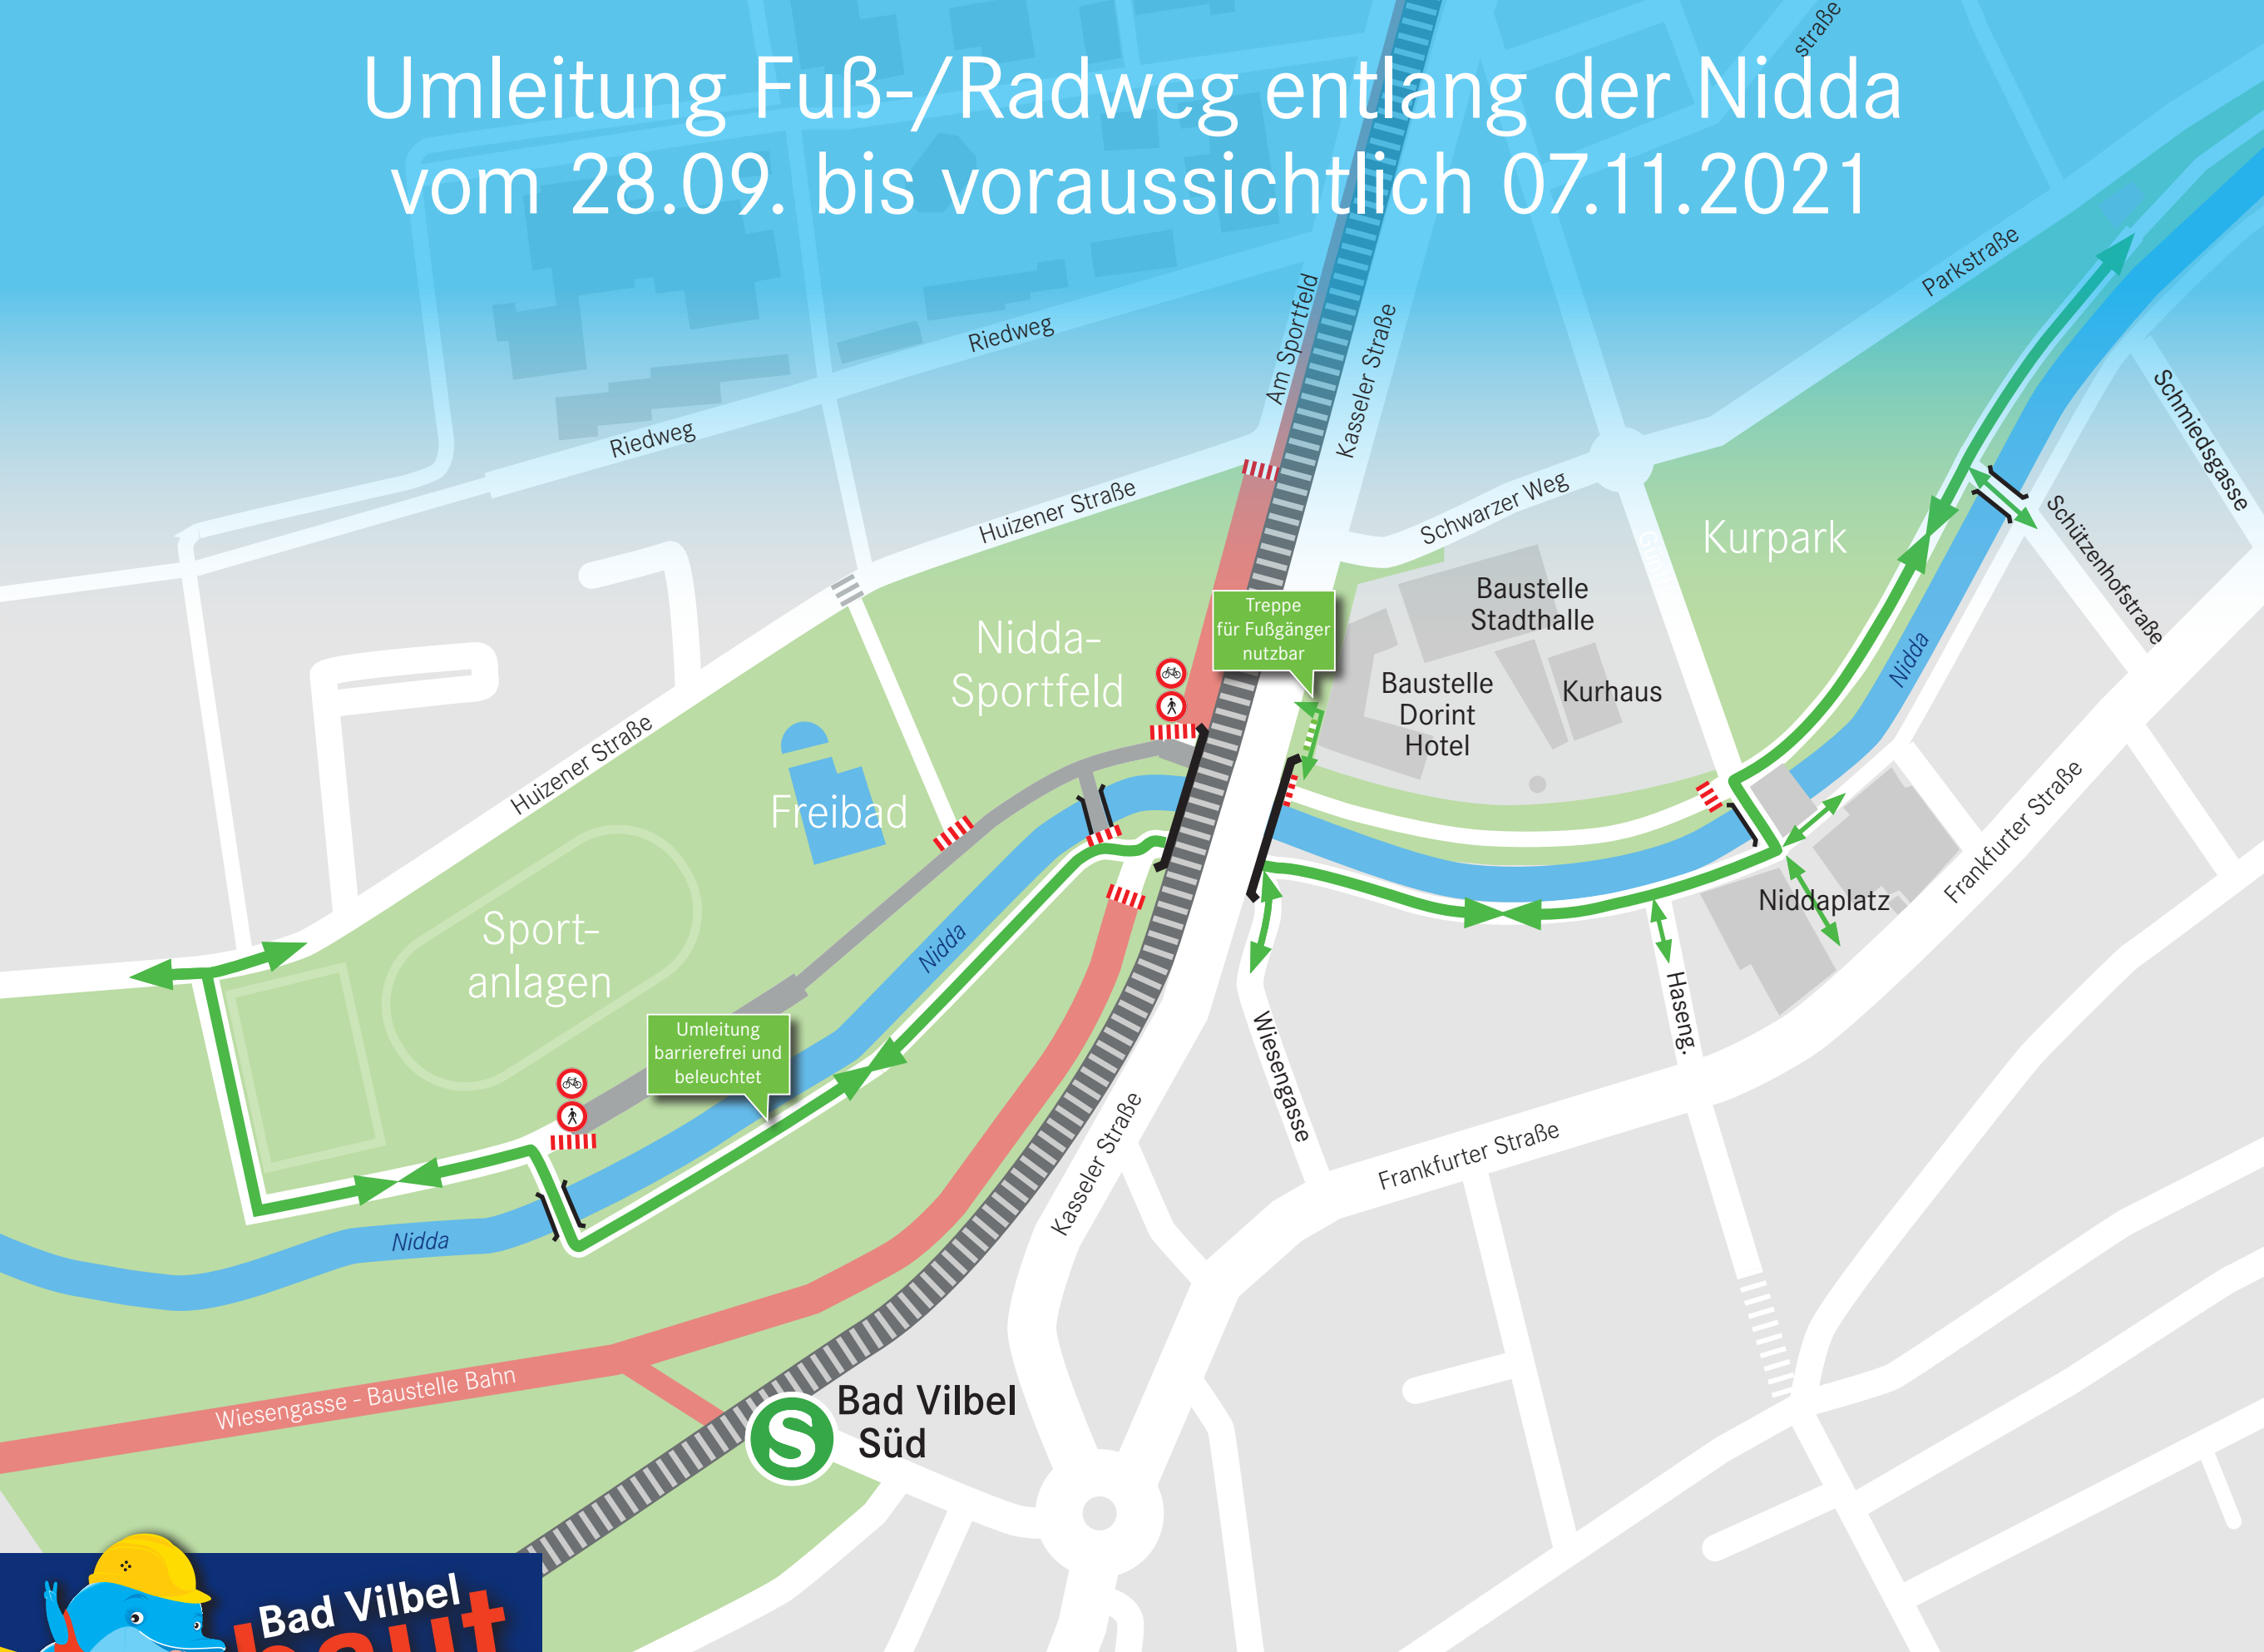 Umleitung Fuß-/Radweg entlang der Nidda
vom 28.09. bis voraussichtlich 07.11.2021
straße
Parkstraße
Am Sportfeld
Kasseler Straße
Riedweg
Riedweg
Schmiedsgasse
Huizener Straße
Schwarzer Weg
Kurpark
Schützenhofstraße
Baustelle
Stadthalle
Treppe
für Fußgänger
nutzbar
Nidda-
Sportfeld
Nidda
Baustelle
Dorint
Hotel
Kurhaus
Huizener Straße
Freibad
Frankfurter Straße
Niddaplatz
Sport-
anlagen
Nidda
Haseng.
Umleitung
barrierefrei und
beleuchtet
Wiesengasse
Kasseler Straße
Frankfurter Straße
Nidda
Wiesengasse - Baustelle Bahn
S
Bad Vilbel
Süd
Bad Vilbel
baut